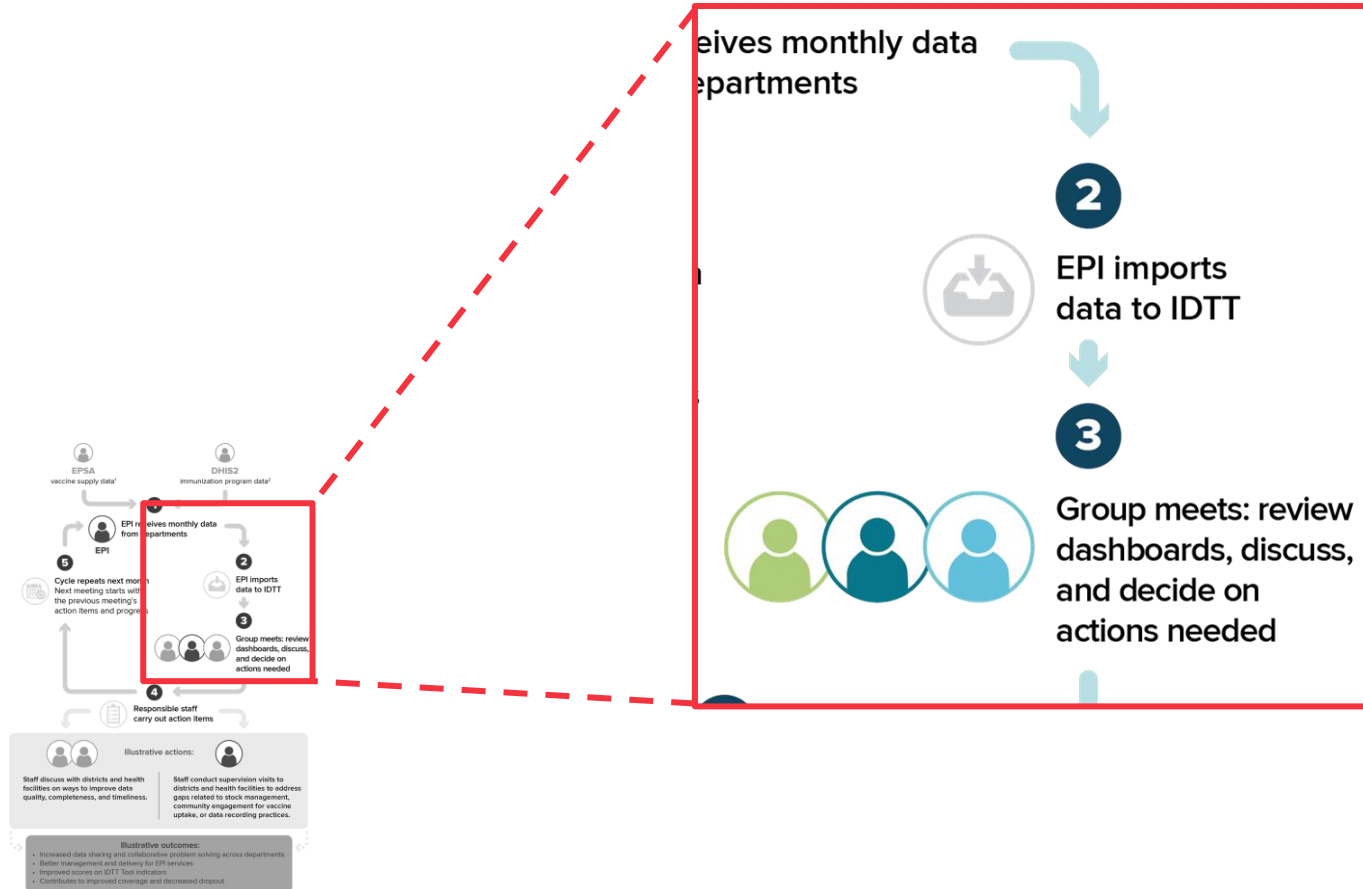 EPSA
vaccine supply data¹
DHIS2
immunization program data²
EPI receives monthly data
from departments
EPI
5
Cycle repeats next month
Next meeting starts with
the previous meeting's
action items and progress
2
EPI imports
data to IDTT
3
Group meets: review
dashboards, discuss,
and decide on
actions needed
4
Responsible staff
carry out action items
Illustrative actions:
Staff discuss with districts and health
facilities on ways to improve data
quality, completeness, and timeliness.
Staff conduct supervision visits to
districts and health facilities to address
gaps related to stock management,
community engagement for vaccine
uptake, or data recording practices.
Illustrative outcomes:
• Increased data sharing and collaborative problem solving across departments
• Better management and delivery for EPI services
• Improved scores on IDTT Tool indicators
• Contributes to improved coverage and decreased dropout
eives monthly data
epartments
2
EPI imports
data to IDTT
3
Group meets: review
dashboards, discuss,
and decide on
actions needed